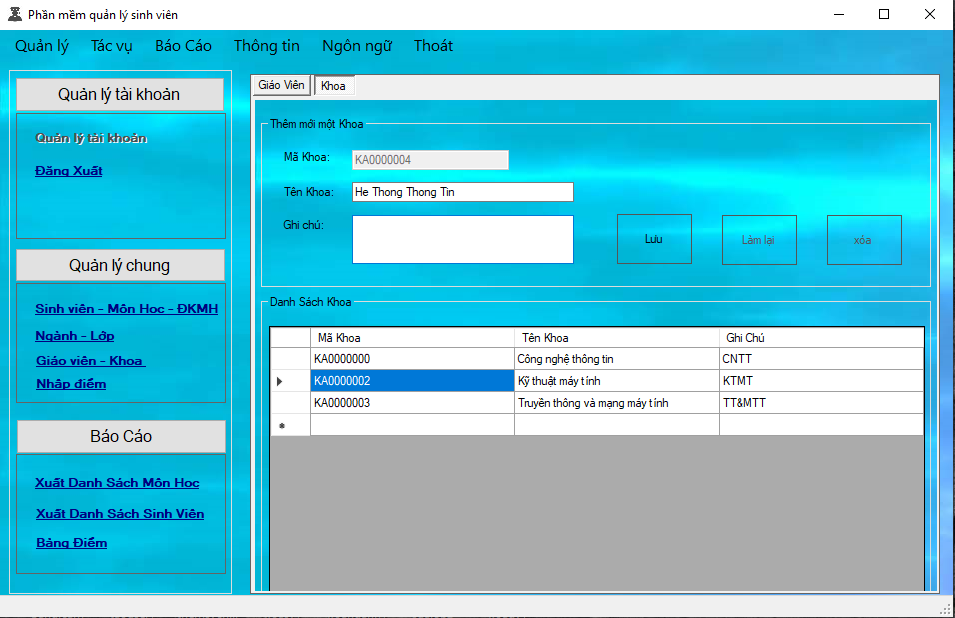 Phần mềm quản lý sinh viên
Quản lý Tác vụ Báo Cáo Thông tin Ngôn ngữ Thoát
Quản lý tài khoản
Quản lý tài khoản
Đăng Xuất
Quản lý chung
Sinh viên - Môn Học - ĐKMH
Ngành - Lớp
Giáo viên - Khoa
Nhập điểm
Báo Cáo
Xuất Danh Sách Môn Học
Xuất Danh Sách Sinh Viên
Bảng Điểm
Giáo Viên Khoa
Thêm mới một Khoa
Mã Khoa: KA0000004
Tên Khoa: He Thong Thong Tin
Ghi chú:
Lưu Làm lại xóa
Danh Sách Khoa
Mã Khoa Tên Khoa Ghi Chú
KA0000000 Công nghệ thông tin CNTT
KA0000002 Kỹ thuật máy tính KTMT
KA0000003 Truyền thông và mạng máy tính TT&MTT